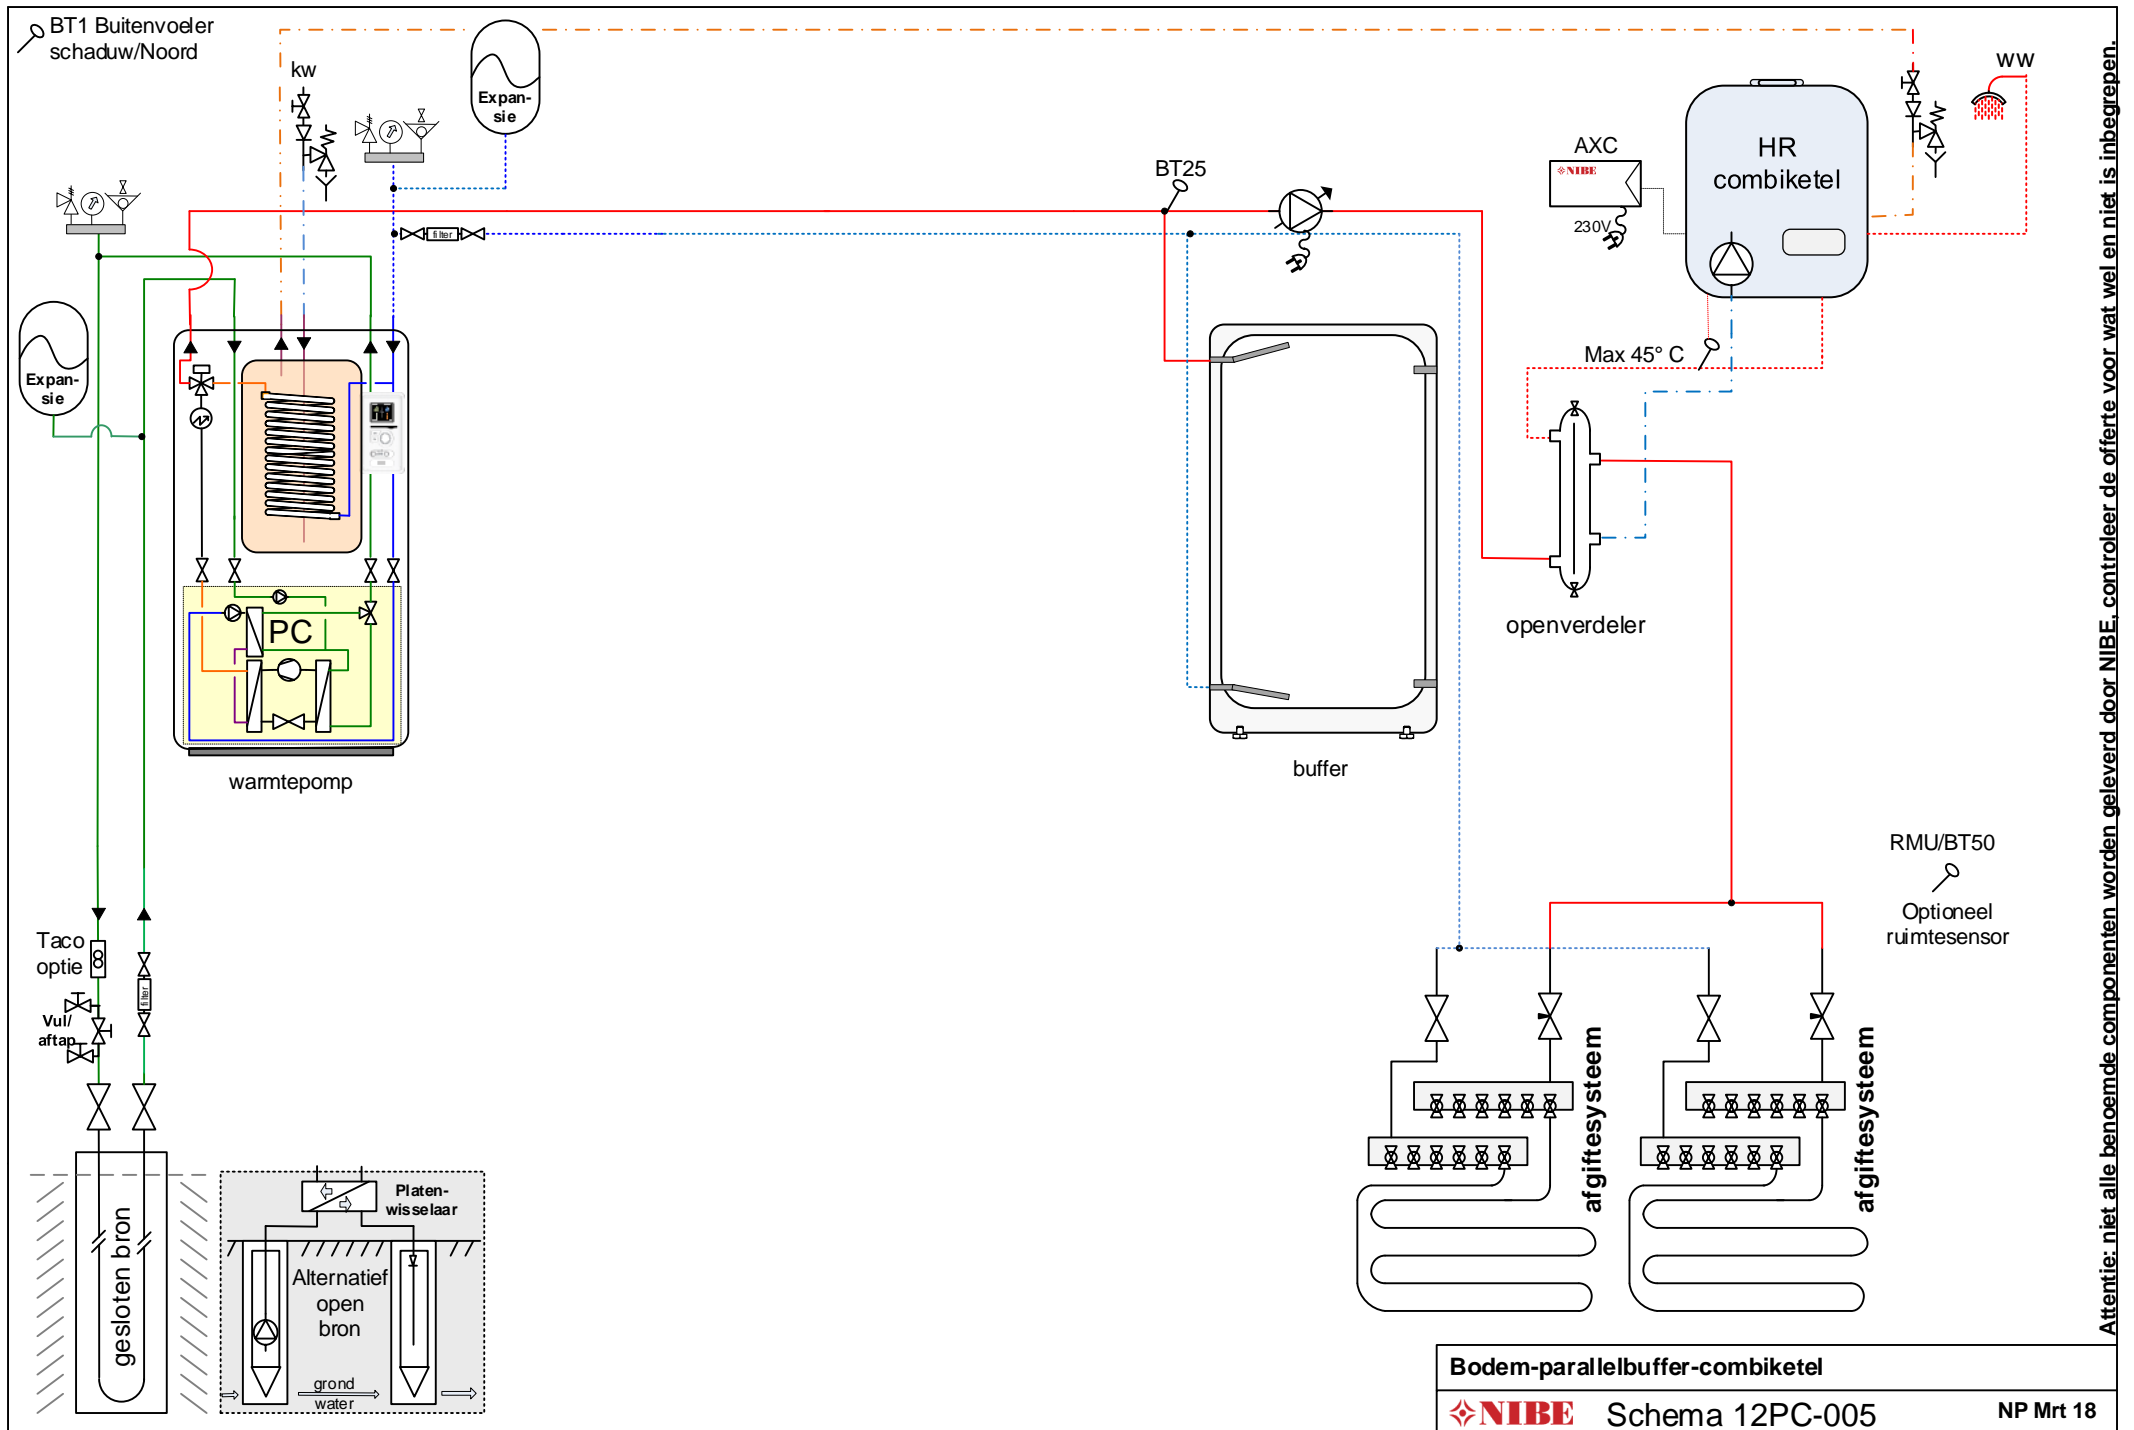 BT1 Buitenvoeler
schaduw/Noord
kw
Expan-
sie
BT25
AXC
NIBE
230V
HR
combiketel
ww
filter
Expan-
sie
Max 45° C
PC
openverdeler
warmtepomp
buffer
RMU/BT50
Optioneel
ruimtesensor
Taco
optie
filter
Vul/
aftap
afgiftesysteem
afgiftesysteem
gesloten bron
Platen-
wisselaar
Alternatief
open
bron
grond
water
Attentie: niet alle benoemde componenten worden geleverd door NIBE, controleer de offerte voor wat wel en niet is inbegrepen.
Bodem-parallelbuffer-combiketel
NIBE Schema 12PC-005 NP Mrt 18